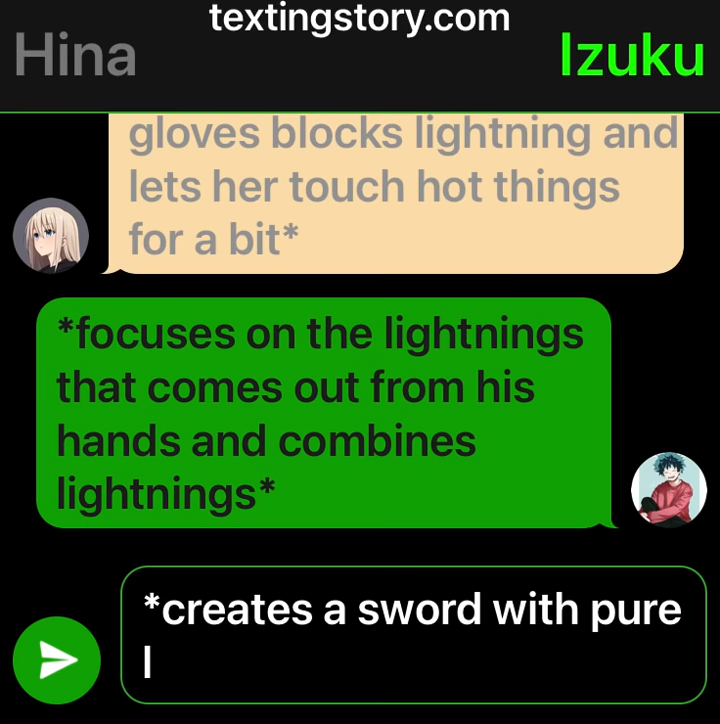 textingstory.com
Hina
Izuku
gloves blocks lightning and
lets her touch hot things
for a bit*
*focuses on the lightnings
that comes out from his
hands and combines
lightnings*
*creates a sword with pure
l